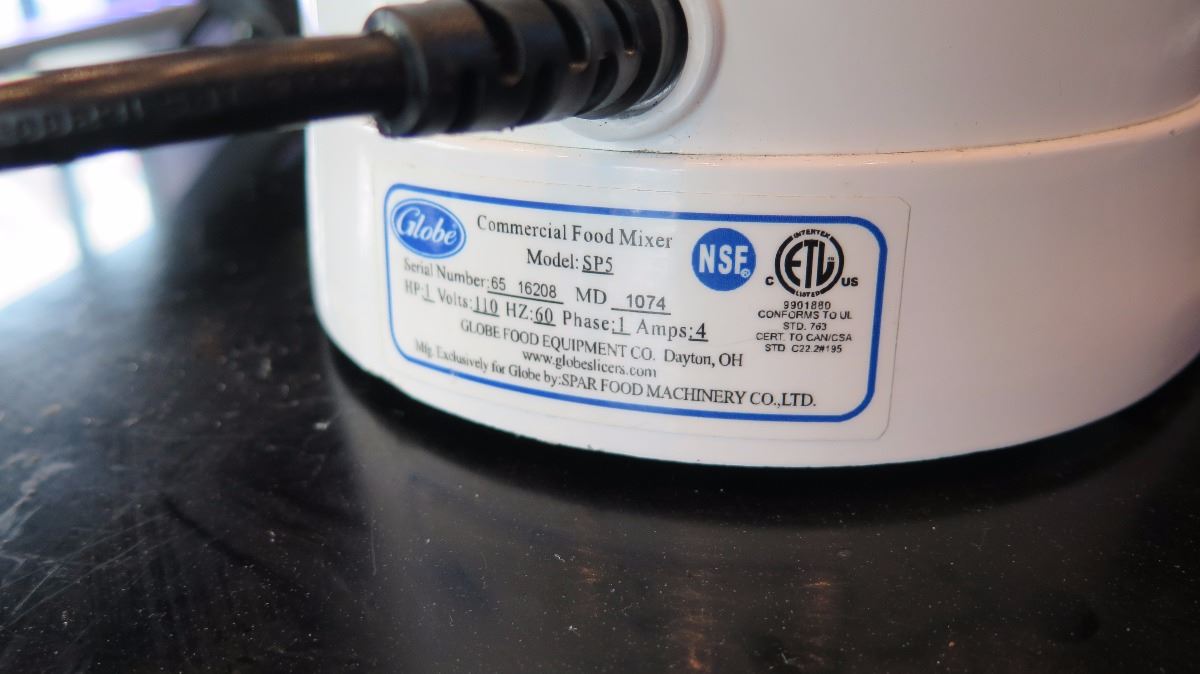 Globe
Commercial Food Mixer
Model: SP5
Serial Number: 65 16208 MD 1074
HP: 1 Volts: 110 HZ: 60 Phase: 1 Amps: 4
GLOBE FOOD EQUIPMENT CO. Dayton, OH
www.globeslicers.com
Mfg. Exclusively for Globe by:SPAR FOOD MACHINERY CO.,LTD.
NSF®
INTERTEK
C ETL US
LISTED
9901880
CONFORMS TO UL
STD. 763
CERT. TO CAN/CSA
STD C22.2#195